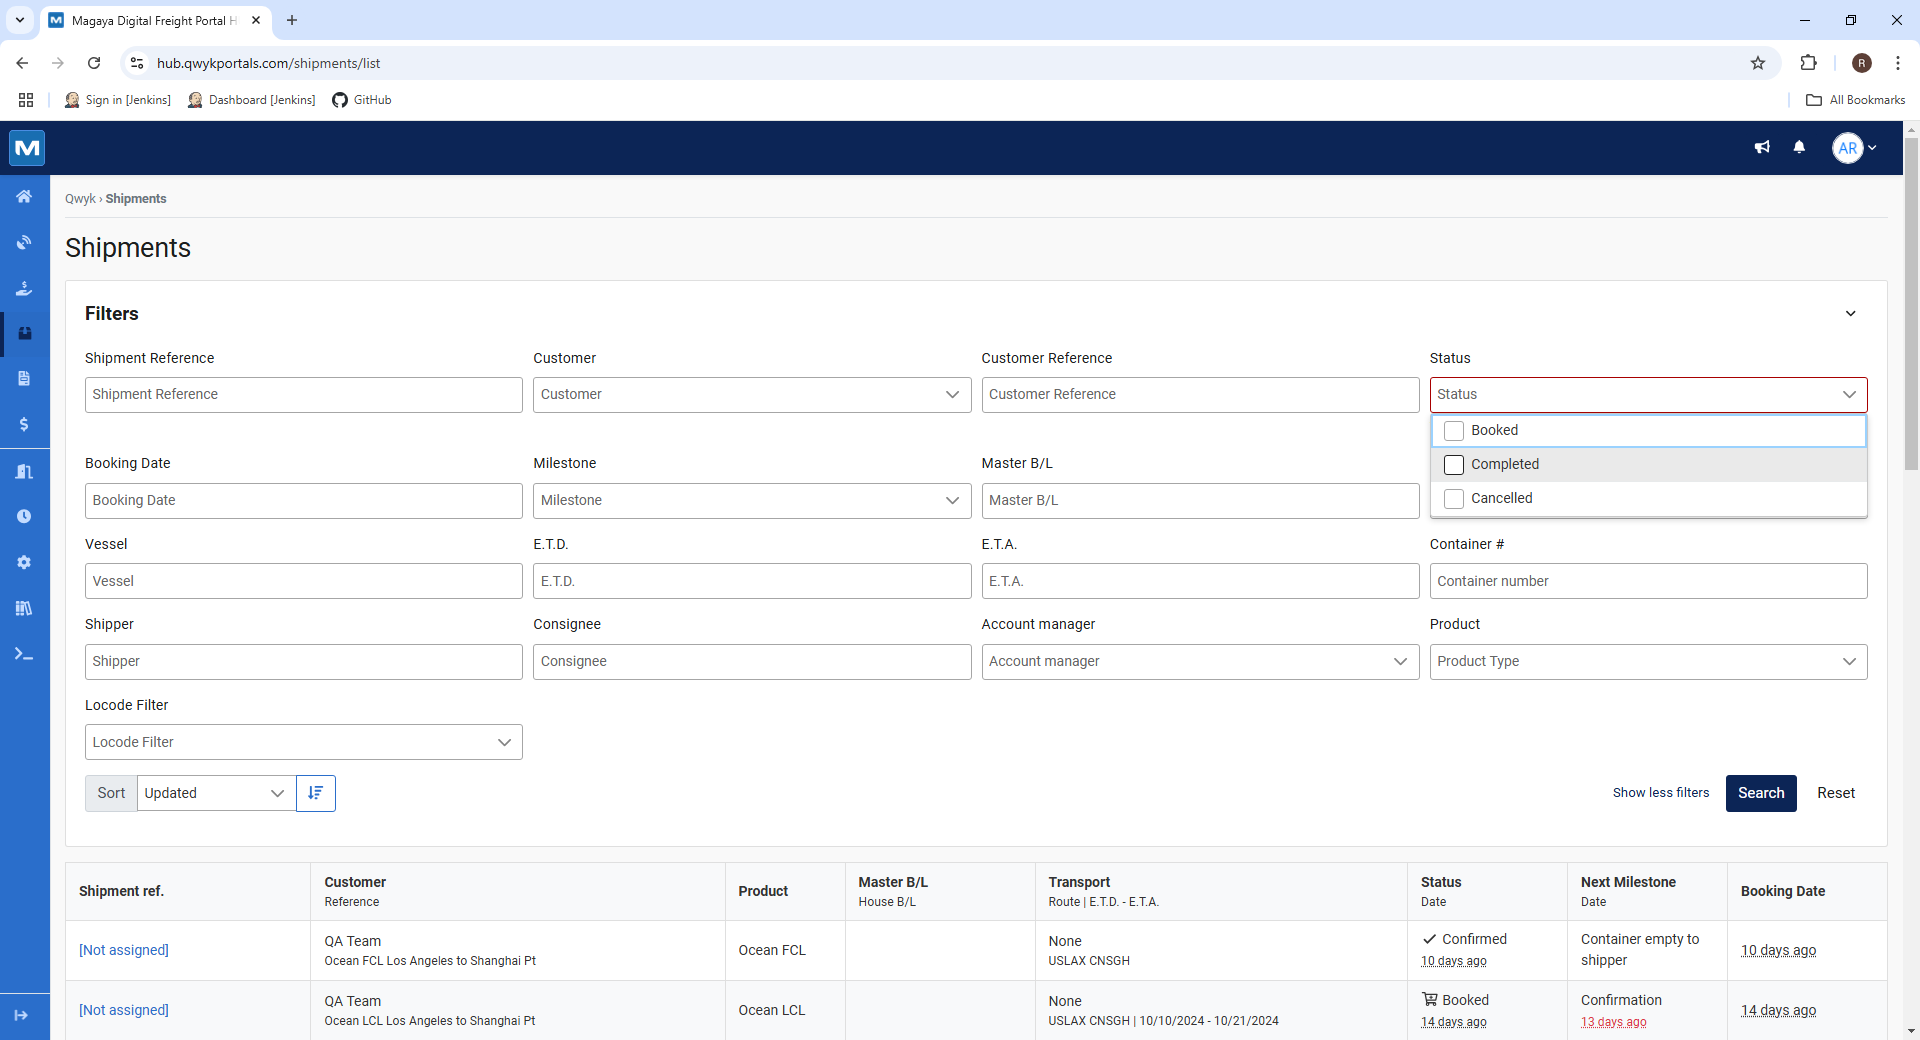 Magaya Digital Freight Portal H
hub.qwykportals.com/shipments/list
R
Sign in [Jenkins]
Dashboard [Jenkins]
GitHub
All Bookmarks
M
AR
Qwyk › Shipments
Shipments
Filters
Shipment Reference
Customer
Customer Reference
Status
Shipment Reference
Customer
Customer Reference
Status
Booked
Completed
Cancelled
Booking Date
Milestone
Master B/L
Booking Date
Milestone
Master B/L
Vessel
E.T.D.
E.T.A.
Container #
Vessel
E.T.D.
E.T.A.
Container number
Shipper
Consignee
Account manager
Product
Shipper
Consignee
Account manager
Product Type
Locode Filter
Locode Filter
Sort
Updated
Show less filters
Search
Reset
Shipment ref.
Customer
Reference
Product
Master B/L
House B/L
Transport
Route | E.T.D. - E.T.A.
Status
Date
Next Milestone
Date
Booking Date
[Not assigned]
QA Team
Ocean FCL Los Angeles to Shanghai Pt
Ocean FCL
None
USLAX CNSGH
Confirmed
10 days ago
Container empty to
shipper
10 days ago
[Not assigned]
QA Team
Ocean LCL Los Angeles to Shanghai Pt
Ocean LCL
None
USLAX CNSGH | 10/10/2024 - 10/21/2024
Booked
14 days ago
Confirmation
13 days ago
14 days ago